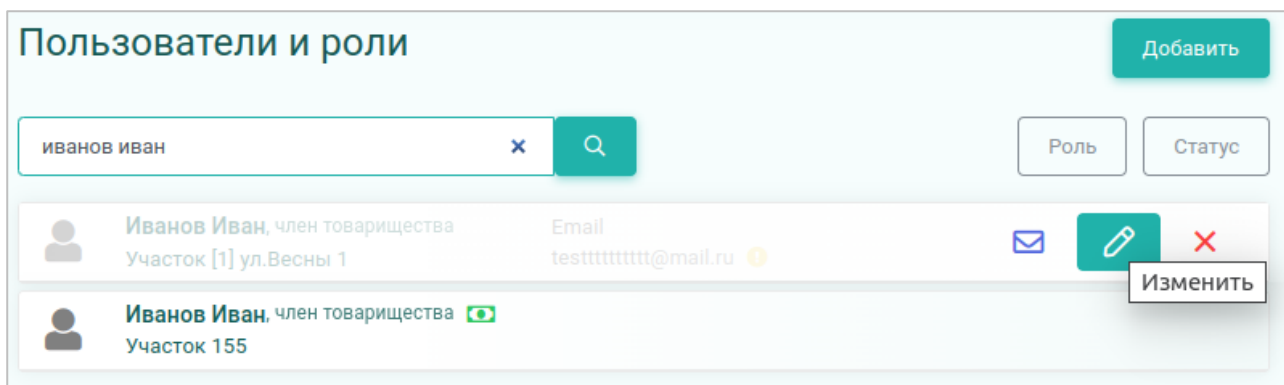 Пользователи и роли
Добавить
иванов иван
Роль
Статус
Иванов Иван, член товарищества
Email
Участок [1] ул.Весны 1
testtttttttttt@mail.ru
Изменить
Иванов Иван, член товарищества
Участок 155